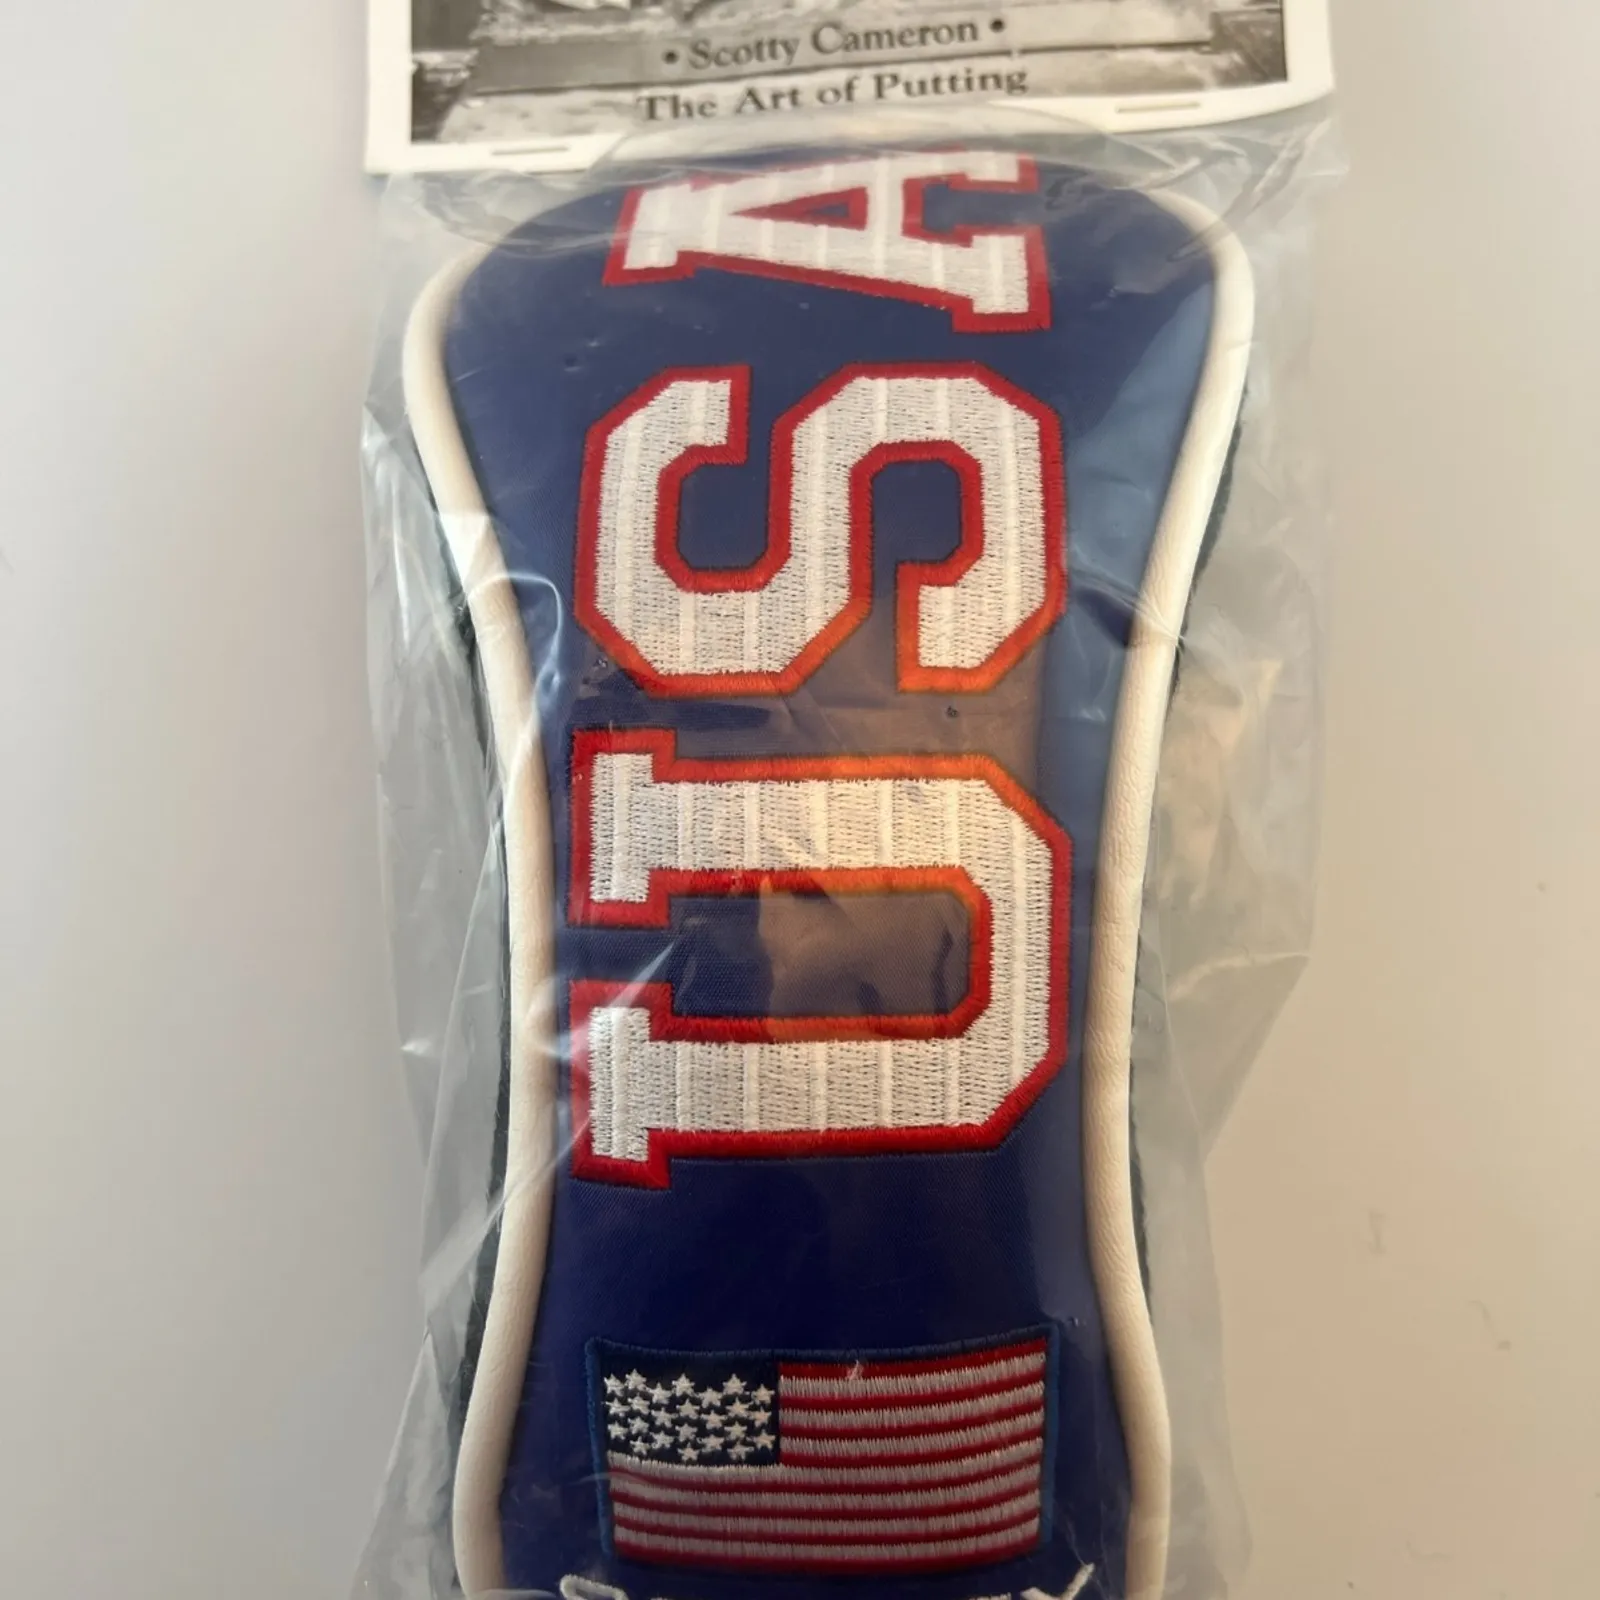 • Scotty Cameron •
The Art of Putting
USA